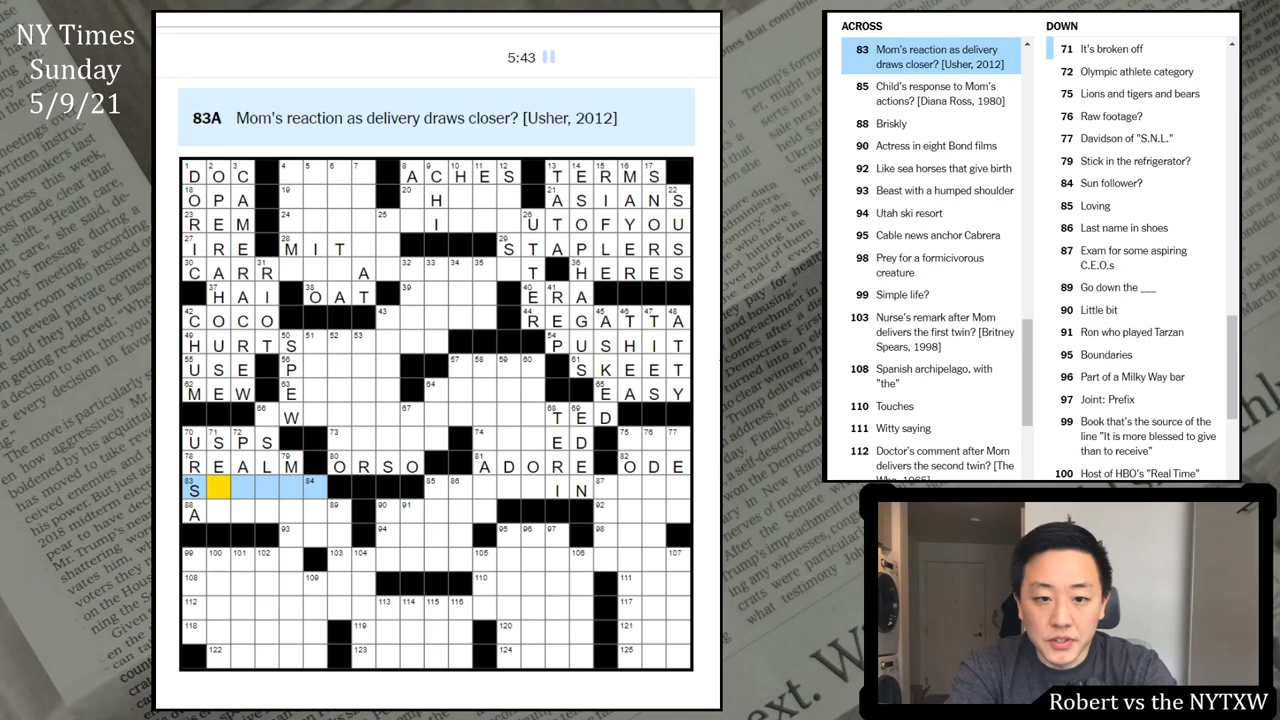 NY Times
Sunday
5/9/21
5:43
83A Mom's reaction as delivery draws closer? [Usher, 2012]
D O C A C H E S T E R M S
O P A H A S I A N S
R E M I U T O F Y O U
I R E M I T S T A P L E R S
C A R R A T H E R E S
H A I O A T E R A
C O C O R E G A T T A
H U R T S P U S H I T
U S E P S K E E T
M E W E E A S Y
W T E D
U S P S E D
R E A L M O R S O A D O R E O D E
S I N
A
ACROSS
83 Mom's reaction as delivery
draws closer? [Usher, 2012]
85 Child's response to Mom's
actions? [Diana Ross, 1980]
88 Briskly
90 Actress in eight Bond films
92 Like sea horses that give birth
93 Beast with a humped shoulder
94 Utah ski resort
95 Cable news anchor Cabrera
98 Prey for a formicivorous
creature
99 Simple life?
103 Nurse's remark after Mom
delivers the first twin? [Britney
Spears, 1998]
108 Spanish archipelago, with
"the"
110 Touches
111 Witty saying
112 Doctor's comment after Mom
delivers the second twin? [The
DOWN
71 It's broken off
72 Olympic athlete category
75 Lions and tigers and bears
76 Raw footage?
77 Davidson of "S.N.L."
79 Stick in the refrigerator?
84 Sun follower?
85 Loving
86 Last name in shoes
87 Exam for some aspiring
C.E.O.s
89 Go down the ___
90 Little bit
91 Ron who played Tarzan
95 Boundaries
96 Part of a Milky Way bar
97 Joint: Prefix
99 Book that's the source of the
line "It is more blessed to give
than to receive"
100 Host of HBO's "Real Time"
Robert vs the NYTXW